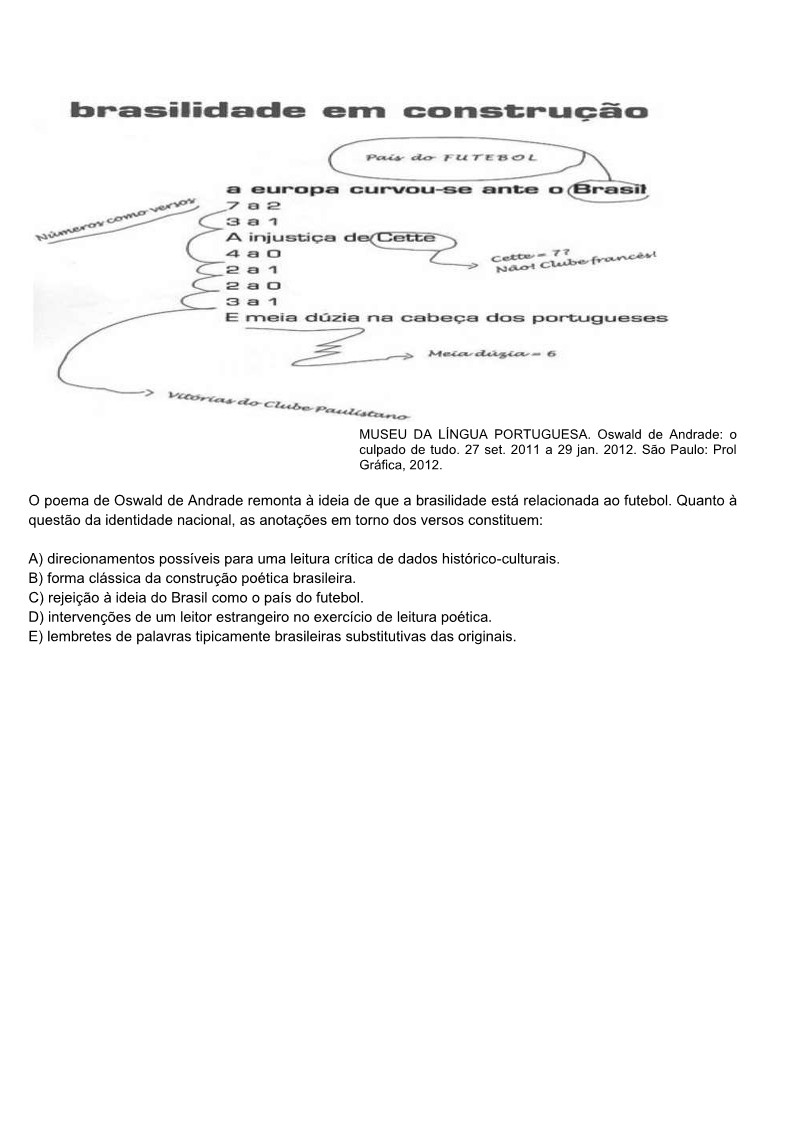 brasilidade em construção
País do FUTEBOL
a europa curvou-se ante o Brasil
7 a 2
Números como versos
3 a 1
A injustiça de Cette
Cette = ??
Não! Clube francês!
4 a 0
2 a 1
2 a 0
3 a 1
E meia dúzia na cabeça dos portugueses
Meia dúzia = 6
Vitórias do Clube Paulistano
MUSEU DA LÍNGUA PORTUGUESA. Oswald de Andrade: o
culpado de tudo. 27 set. 2011 a 29 jan. 2012. São Paulo: Prol
Gráfica, 2012.
O poema de Oswald de Andrade remonta à ideia de que a brasilidade está relacionada ao futebol. Quanto à
questão da identidade nacional, as anotações em torno dos versos constituem:
A) direcionamentos possíveis para uma leitura crítica de dados histórico-culturais.
B) forma clássica da construção poética brasileira.
C) rejeição à ideia do Brasil como o país do futebol.
D) intervenções de um leitor estrangeiro no exercício de leitura poética.
E) lembretes de palavras tipicamente brasileiras substitutivas das originais.